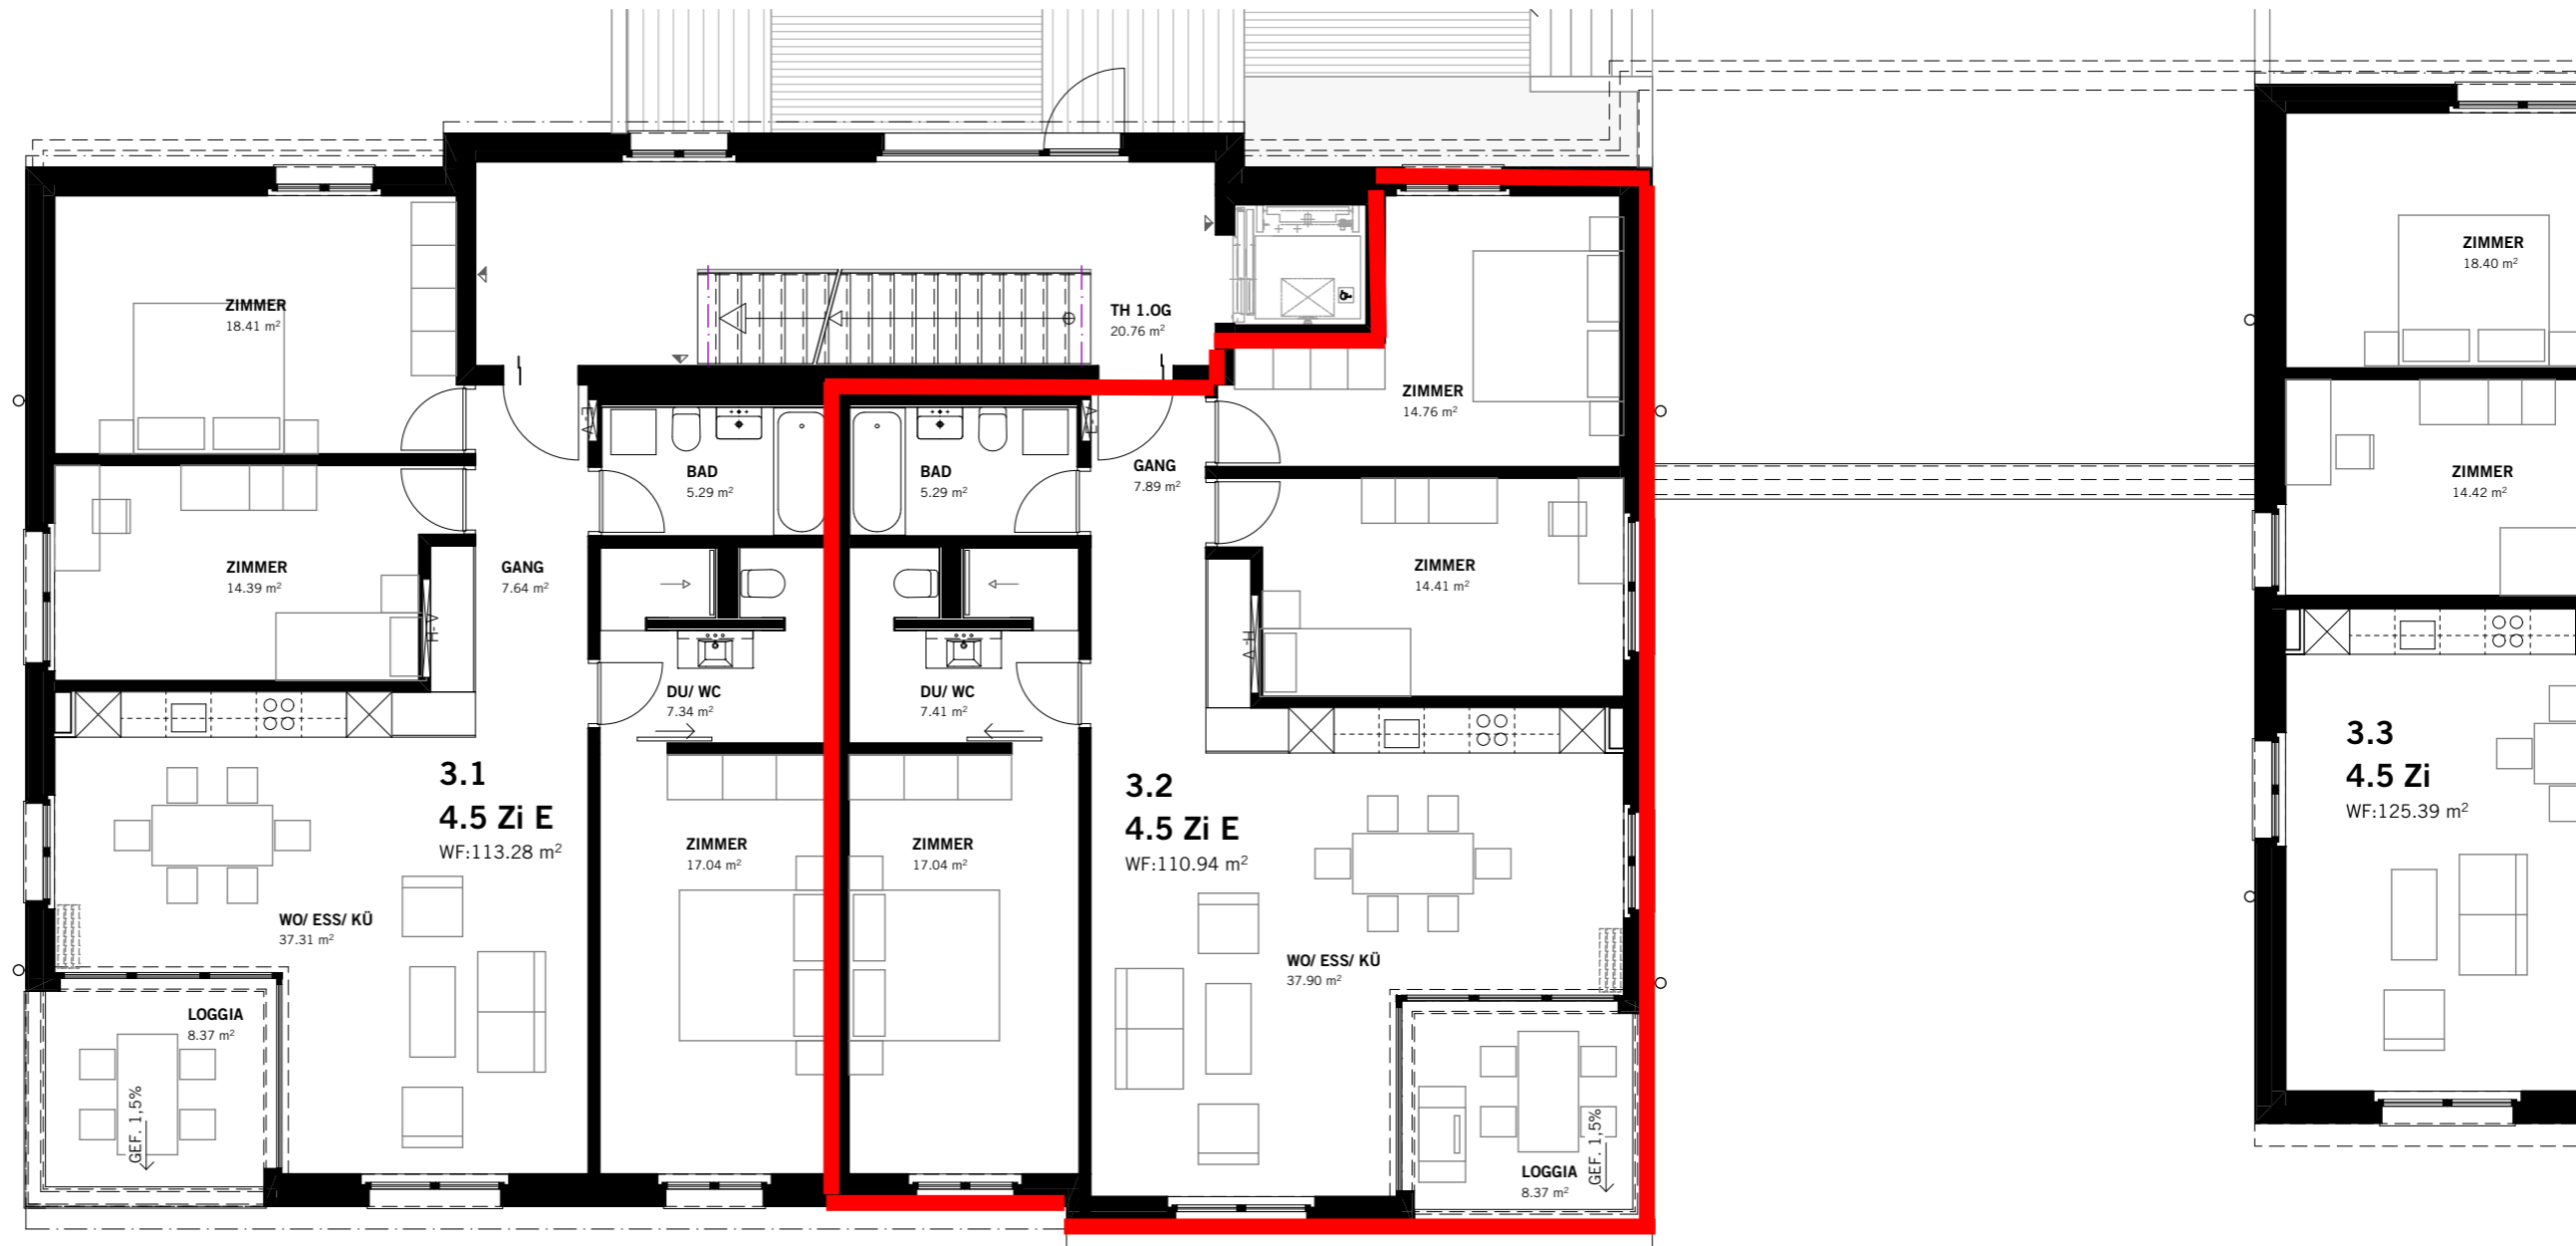 ZIMMER
18.41 m²
ZIMMER
14.39 m²
GANG
7.64 m²
BAD
5.29 m²
DU/ WC
7.34 m²
3.1
4.5 Zi E
WF:113.28 m²
ZIMMER
17.04 m²
WO/ ESS/ KÜ
37.31 m²
LOGGIA
8.37 m²
GEF. 1,5%
TH 1.OG
20.76 m²
BAD
5.29 m²
GANG
7.89 m²
ZIMMER
14.76 m²
ZIMMER
14.41 m²
DU/ WC
7.41 m²
3.2
4.5 Zi E
WF:110.94 m²
ZIMMER
17.04 m²
WO/ ESS/ KÜ
37.90 m²
LOGGIA
8.37 m²
GEF. 1,5%
ZIMMER
18.40 m²
ZIMMER
14.42 m²
3.3
4.5 Zi
WF:125.39 m²